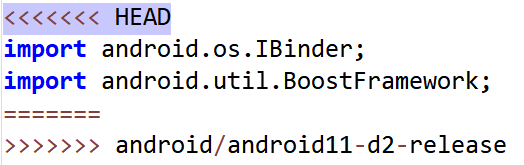 <<<<<<< HEAD
import android.os.IBinder;
import android.util.BoostFramework;
=======
>>>>>>> android/android11-d2-release